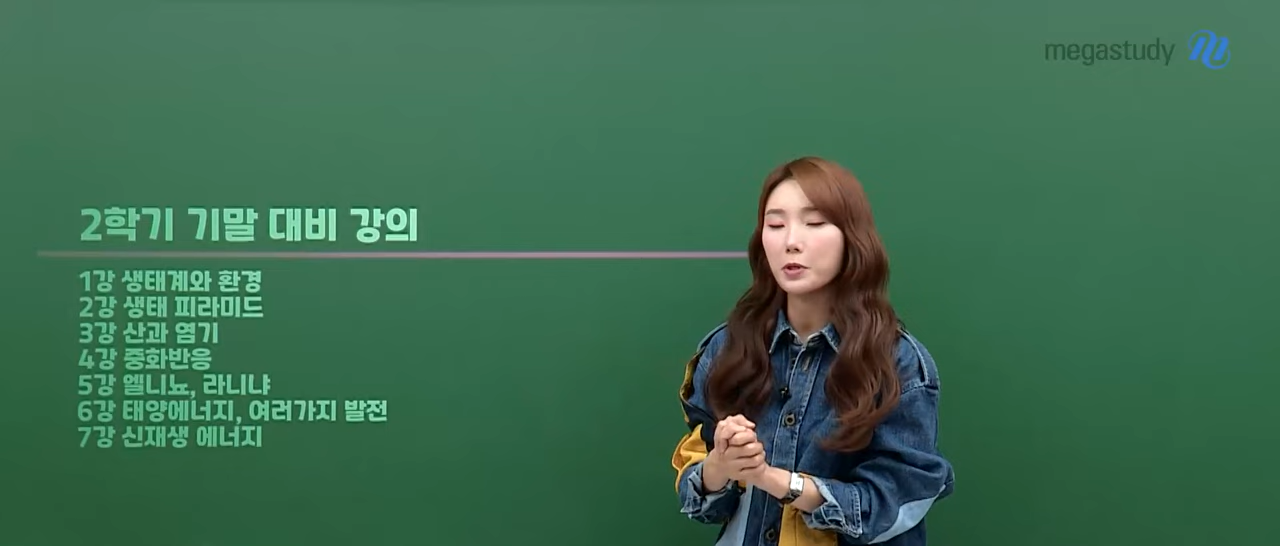 megastudy
2학기 기말 대비 강의
1강 생태계와 환경
2강 생태 피라미드
3강 산과 염기
4강 중화반응
5강 엘니뇨, 라니냐
6강 태양에너지, 여러가지 발전
7강 신재생 에너지